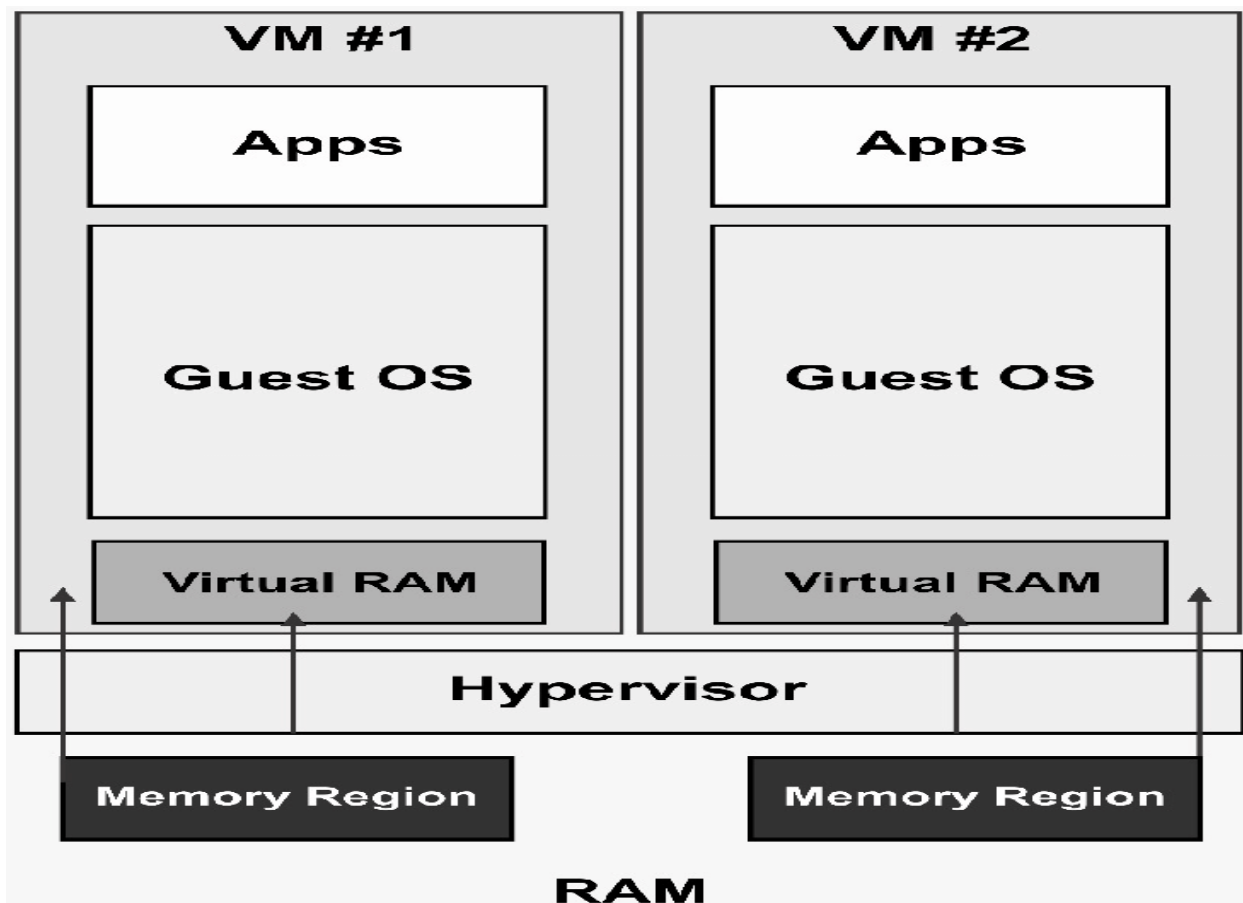 VM #1
Apps
Guest OS
Virtual RAM
VM #2
Apps
Guest OS
Virtual RAM
Hypervisor
Memory Region
Memory Region
RAM